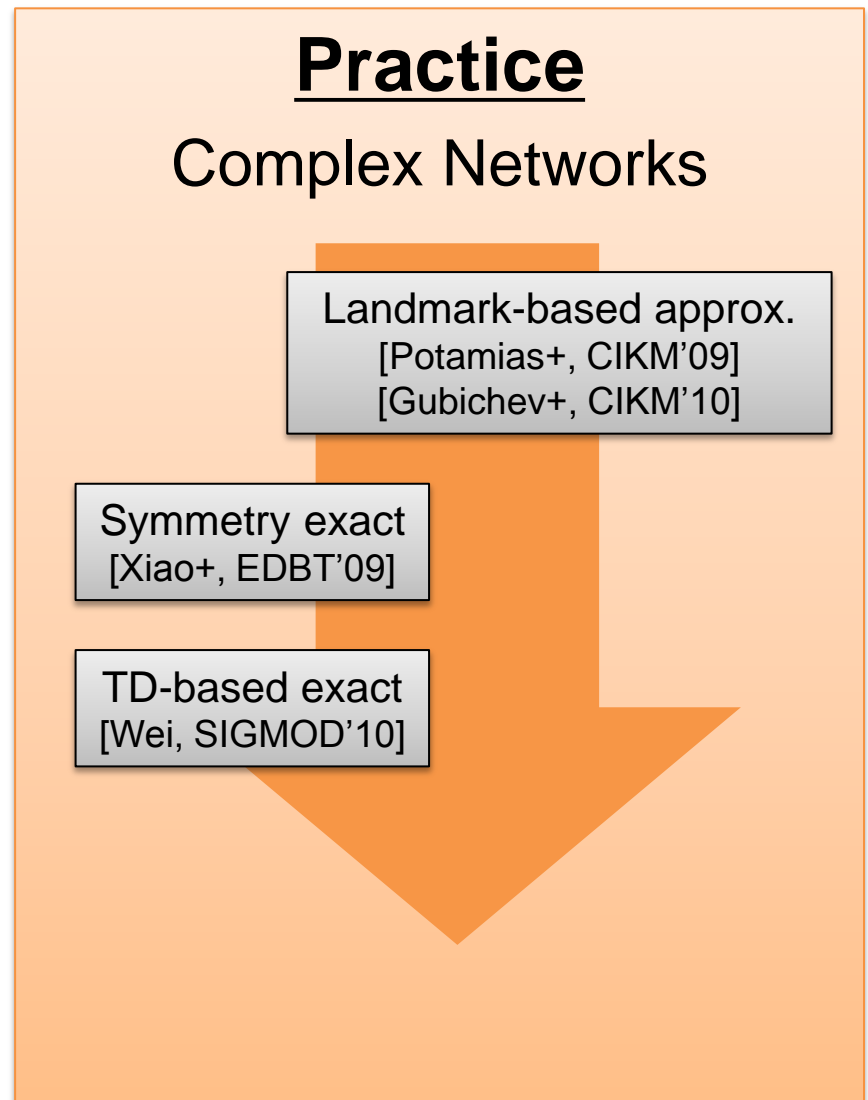 Practice
Complex Networks
Landmark-based approx.
[Potamias+, CIKM’09]
[Gubichev+, CIKM’10]
Symmetry exact
[Xiao+, EDBT’09]
TD-based exact
[Wei, SIGMOD’10]